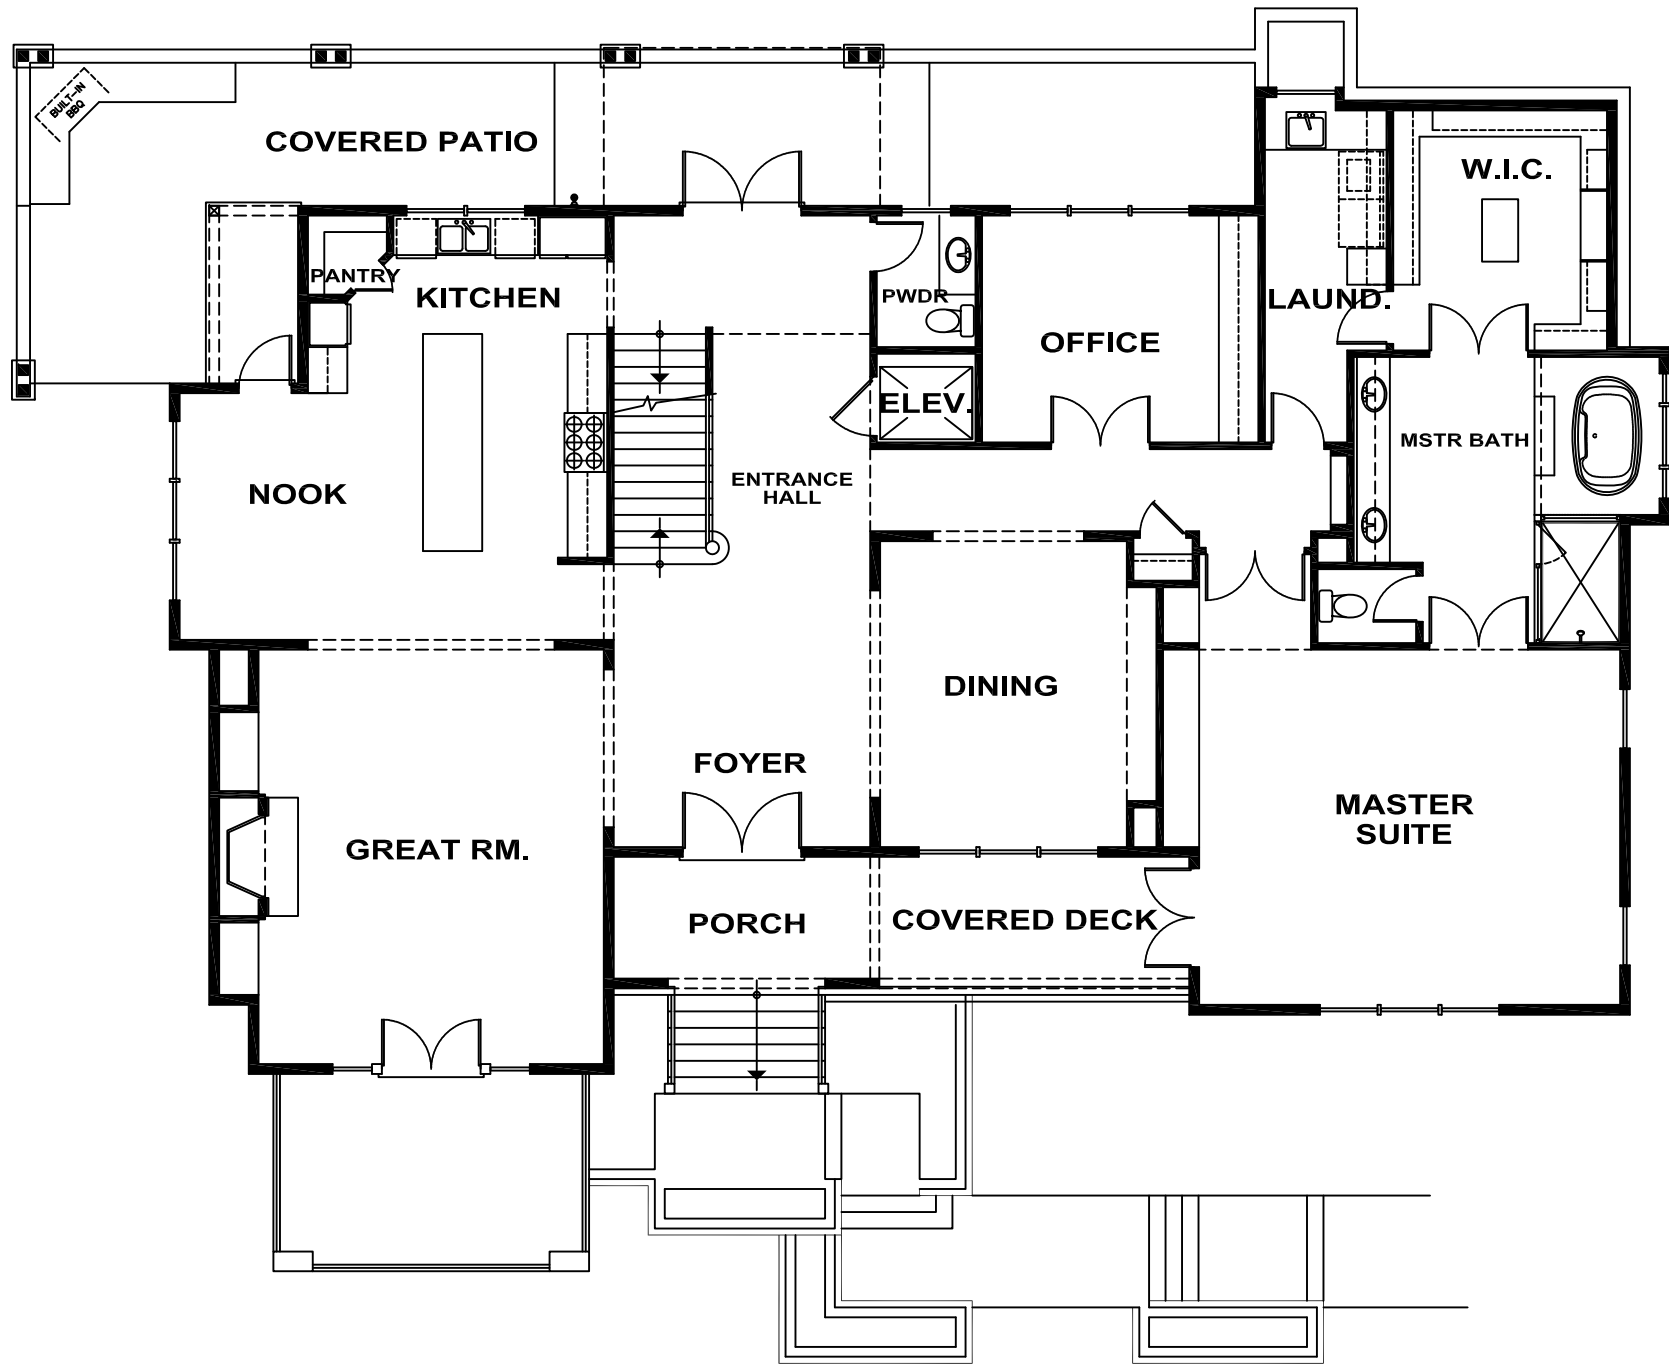 BUILT-IN
BBQ
COVERED PATIO
W.I.C.
PANTRY
KITCHEN
PWDR
LAUND.
OFFICE
ELEV.
MSTR BATH
NOOK
ENTRANCE
HALL
DINING
FOYER
MASTER
SUITE
GREAT RM.
PORCH
COVERED DECK